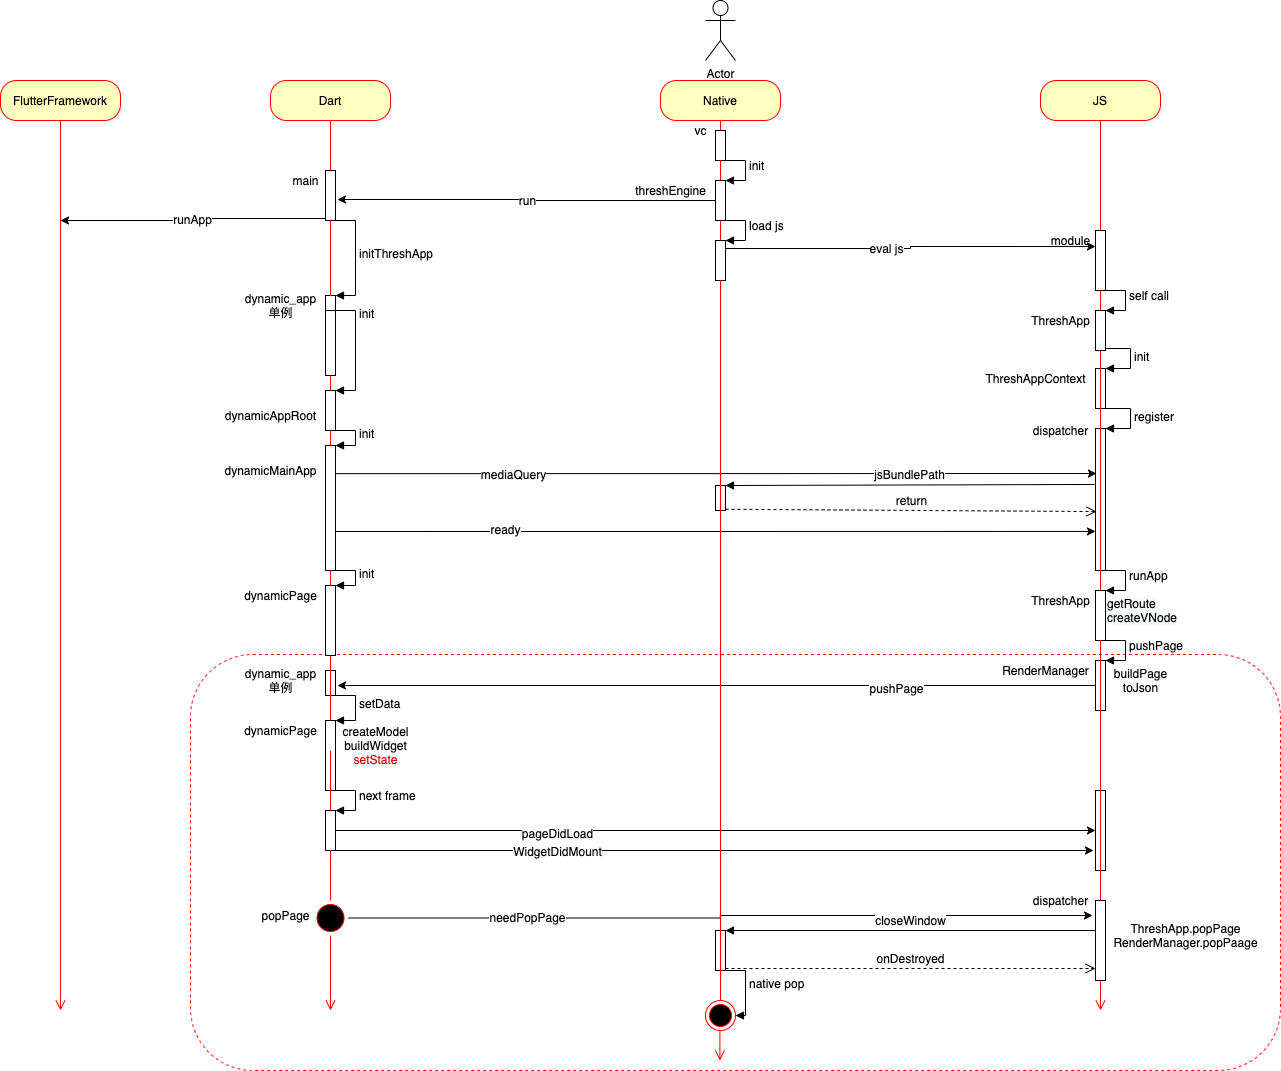 Actor
FlutterFramework
Dart
Native
JS
vc
init
main
threshEngine
run
runApp
load js
module
eval js
initThreshApp
self call
dynamic_app
单例
init
ThreshApp
init
ThreshAppContext
dynamicAppRoot
register
init
dispatcher
dynamicMainApp
mediaQuery
jsBundlePath
return
ready
init
runApp
dynamicPage
ThreshApp
getRoute
createVNode
pushPage
dynamic_app
单例
RenderManager
buildPage
toJson
pushPage
setData
dynamicPage
createModel
buildWidget
setState
next frame
pageDidLoad
WidgetDidMount
dispatcher
popPage
needPopPage
closeWindow
ThreshApp.popPage
RenderManager.popPaage
onDestroyed
native pop